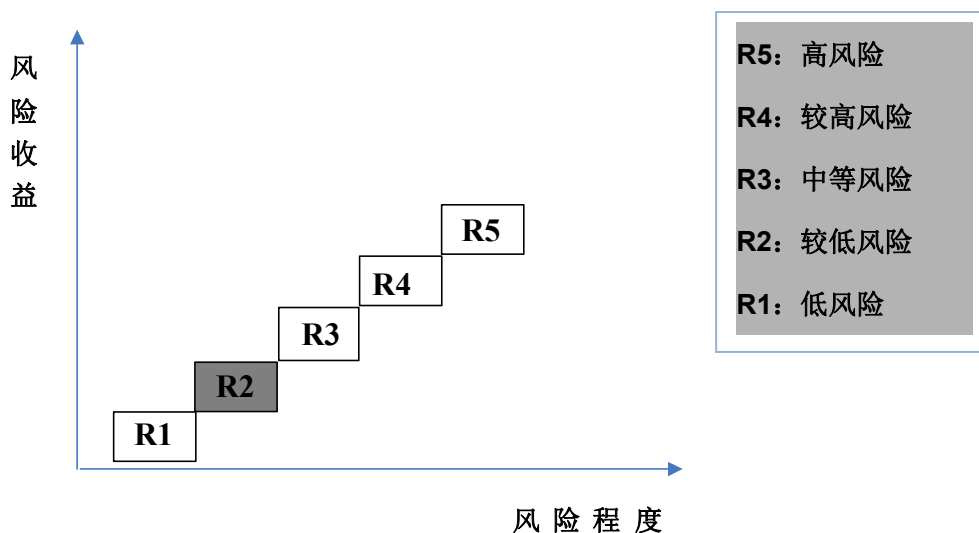 风
险
收
益
R5
R4
R3
R2
R1
风 险 程 度
R5：高风险
R4：较高风险
R3：中等风险
R2：较低风险
R1：低风险